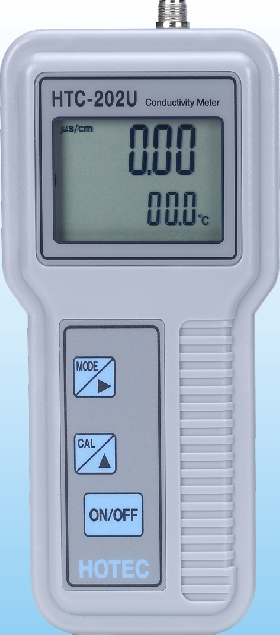 HTC-202U Conductivity Meter
µs/cm
0.00
00.0°C
MODE
CAL
ON/OFF
HOTEC